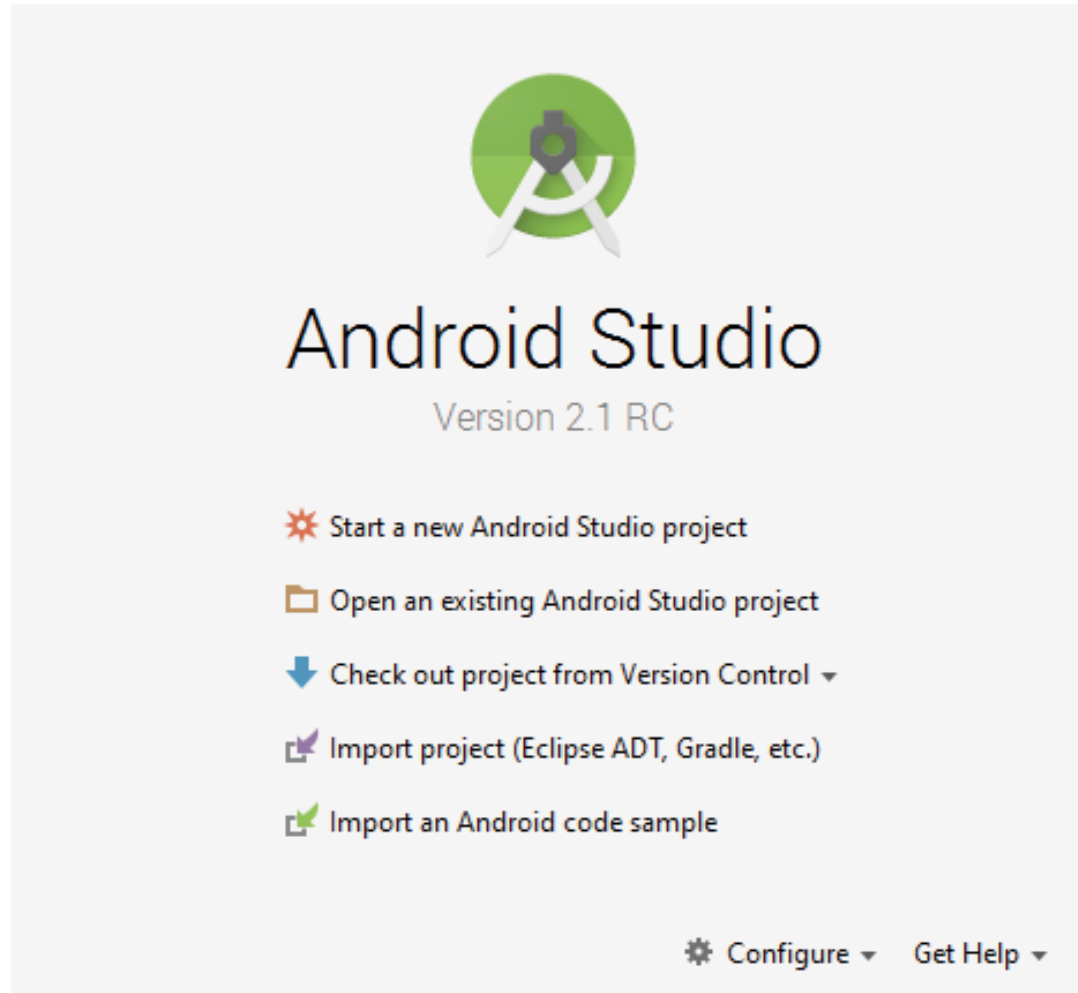 Android Studio
Version 2.1 RC
Start a new Android Studio project
Open an existing Android Studio project
Check out project from Version Control
Import project (Eclipse ADT, Gradle, etc.)
Import an Android code sample
Configure Get Help